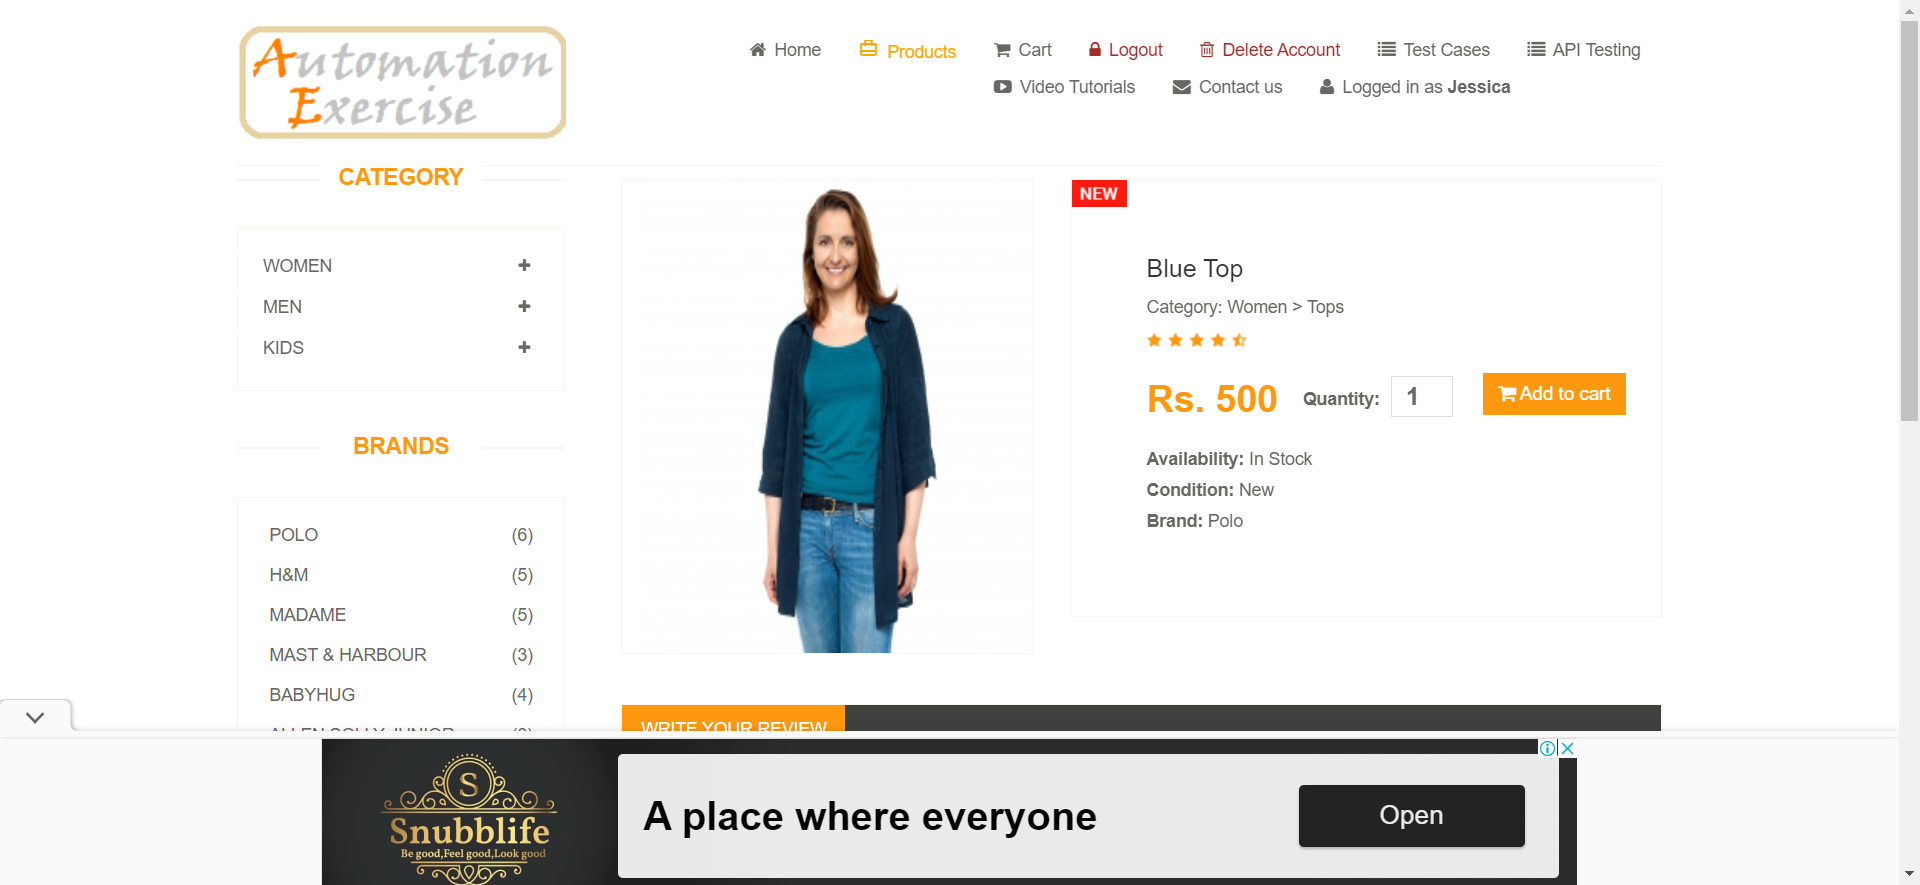 Automation
Exercise
Home
Products
Cart
Logout
Delete Account
Test Cases
API Testing
Video Tutorials
Contact us
Logged in as Jessica
CATEGORY
WOMEN
MEN
KIDS
BRANDS
POLO (6)
H&M (5)
MADAME (5)
MAST & HARBOUR (3)
BABYHUG (4)
NEW
Blue Top
Category: Women > Tops
Rs. 500 Quantity: 1 Add to cart
Availability: In Stock
Condition: New
Brand: Polo
WRITE YOUR REVIEW
S
Snubblife
Be good,Feel good,Look good
A place where everyone
Open